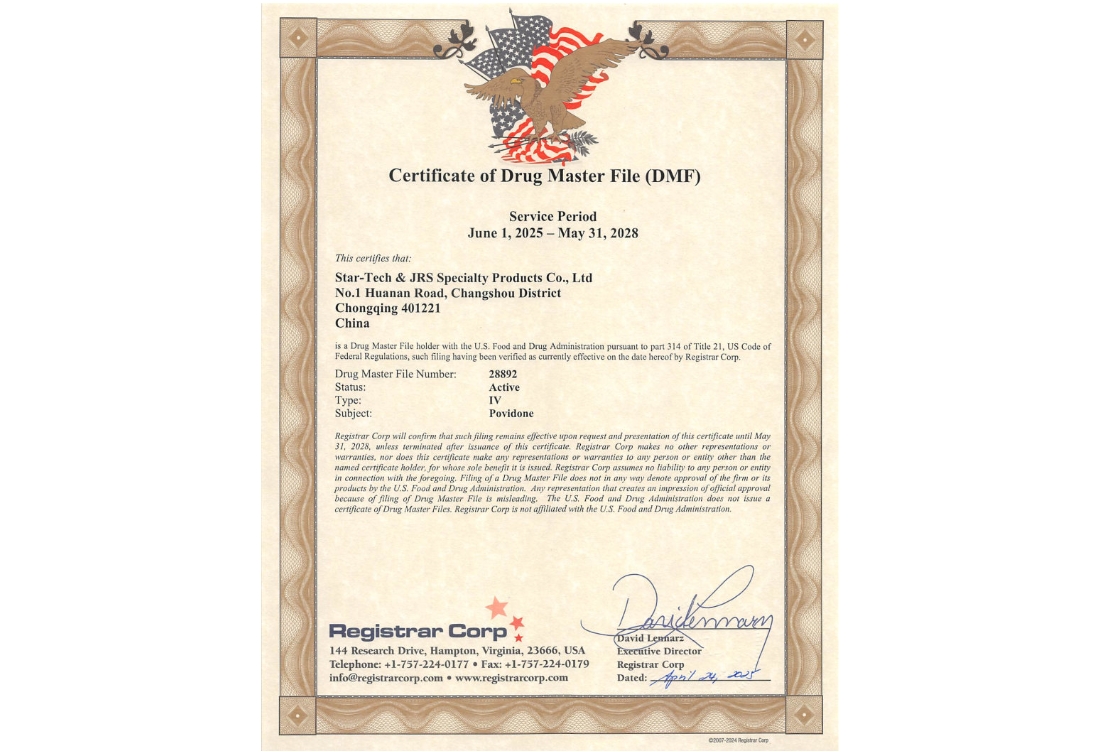 Certificate of Drug Master File (DMF)
Service Period
June 1, 2025 – May 31, 2028
This certifies that:
Star-Tech & JRS Specialty Products Co., Ltd
No.1 Huanan Road, Changshou District
Chongqing 401221
China
is a Drug Master File holder with the U.S. Food and Drug Administration pursuant to part 314 of Title 21, US Code of
Federal Regulations, such filing having been verified as currently effective on the date hereof by Registrar Corp.
Drug Master File Number: 28892
Status: Active
Type: IV
Subject: Povidone
Registrar Corp will confirm that such filing remains effective upon request and presentation of this certificate until May
31, 2028, unless terminated after issuance of this certificate. Registrar Corp makes no other representations or
warranties, nor does this certificate make any representations or warranties to any person or entity other than the
named certificate holder, for whose sole benefit it is issued. Registrar Corp assumes no liability to any person or entity
in connection with the foregoing. Filing of a Drug Master File does not in any way denote approval of the firm or its
products by the U.S. Food and Drug Administration. Any representation that creates an impression of official approval
because of filing of Drug Master File is misleading. The U.S. Food and Drug Administration does not issue a
certificate of Drug Master Files. Registrar Corp is not affiliated with the U.S. Food and Drug Administration.
Registrar Corp
144 Research Drive, Hampton, Virginia, 23666, USA
Telephone: +1-757-224-0177 • Fax: +1-757-224-0179
info@registrarcorp.com • www.registrarcorp.com
David Lennarz
Executive Director
Registrar Corp
Dated: April 24, 2025
©2007-2024 Registrar Corp